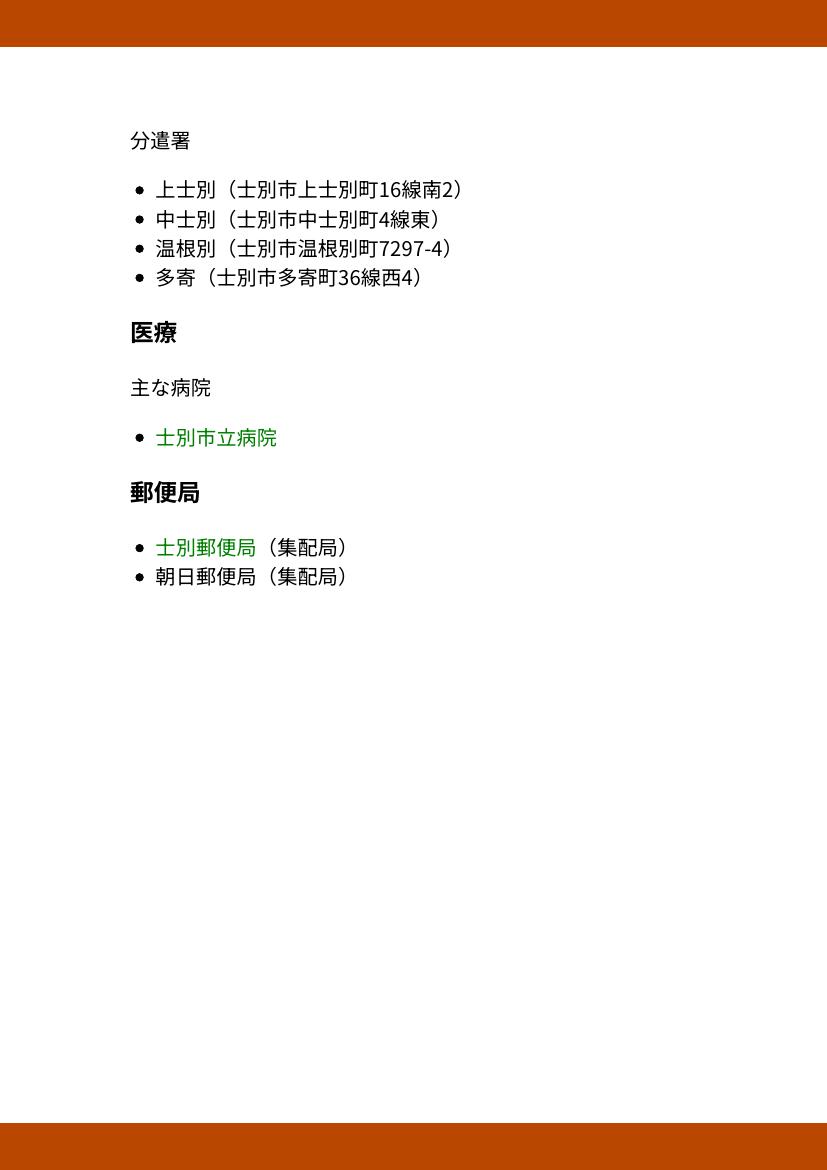 分遣署
• 上士別（士別市上士別町16線南2）
• 中士別（士別市中士別町4線東）
• 温根別（士別市温根別町7297-4）
• 多寄（士別市多寄町36線西4）
医療
主な病院
• 士別市立病院
郵便局
• 士別郵便局（集配局）
• 朝日郵便局（集配局）